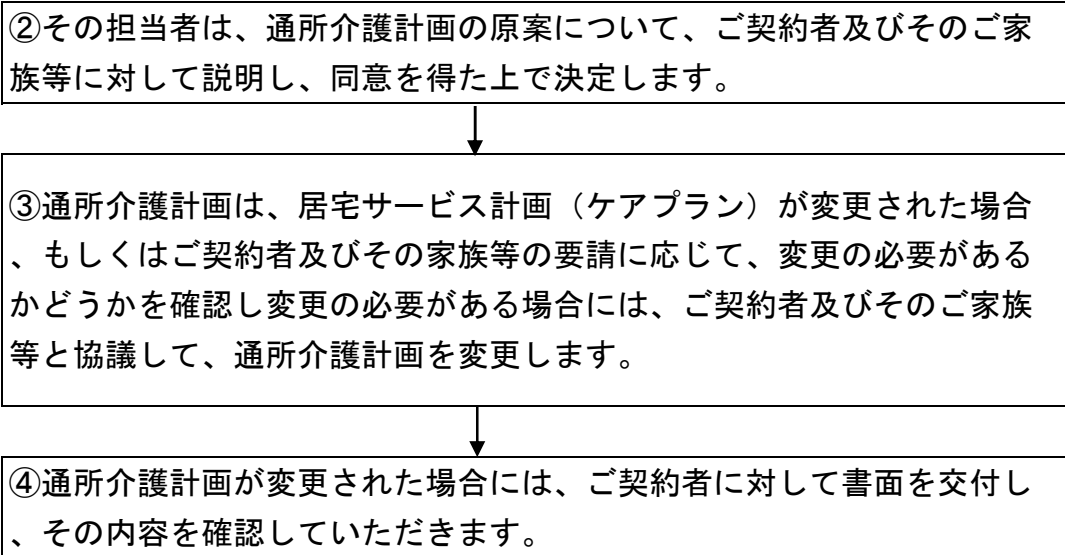 ②その担当者は、通所介護計画の原案について、ご契約者及びそのご家
族等に対して説明し、同意を得た上で決定します。
③通所介護計画は、居宅サービス計画（ケアプラン）が変更された場合
、もしくはご契約者及びその家族等の要請に応じて、変更の必要がある
かどうかを確認し変更の必要がある場合には、ご契約者及びそのご家族
等と協議して、通所介護計画を変更します。
④通所介護計画が変更された場合には、ご契約者に対して書面を交付し
、その内容を確認していただきます。